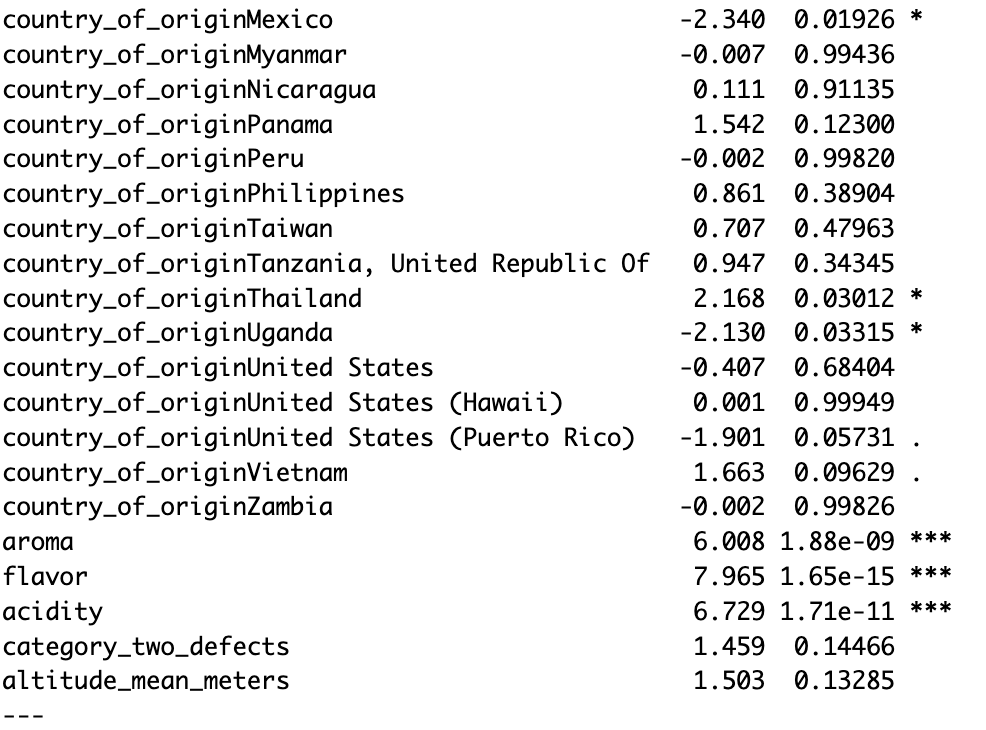 country_of_originMexico -2.340 0.01926 *
country_of_originMyanmar -0.007 0.99436
country_of_originNicaragua 0.111 0.91135
country_of_originPanama 1.542 0.12300
country_of_originPeru -0.002 0.99820
country_of_originPhilippines 0.861 0.38904
country_of_originTaiwan 0.707 0.47963
country_of_originTanzania, United Republic Of 0.947 0.34345
country_of_originThailand 2.168 0.03012 *
country_of_originUganda -2.130 0.03315 *
country_of_originUnited States -0.407 0.68404
country_of_originUnited States (Hawaii) 0.001 0.99949
country_of_originUnited States (Puerto Rico) -1.901 0.05731 .
country_of_originVietnam 1.663 0.09629 .
country_of_originZambia -0.002 0.99826
aroma 6.008 1.88e-09 ***
flavor 7.965 1.65e-15 ***
acidity 6.729 1.71e-11 ***
category_two_defects 1.459 0.14466
altitude_mean_meters 1.503 0.13285
---